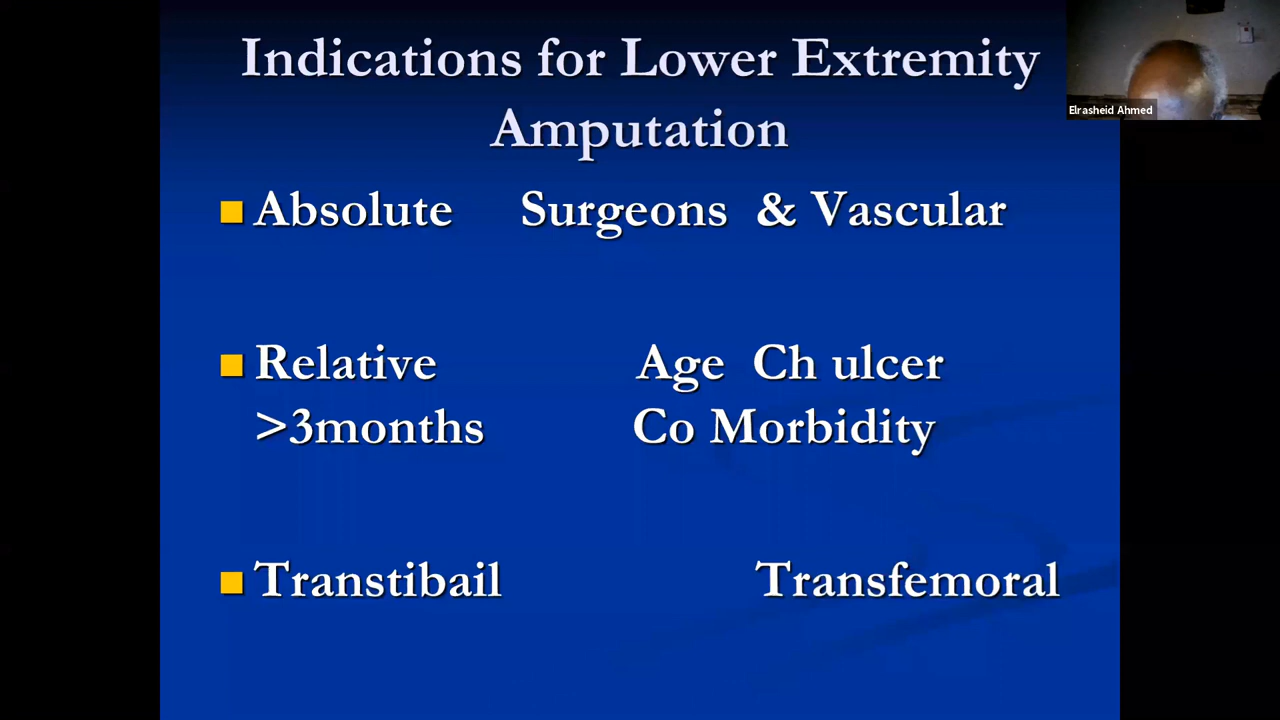 Indications for Lower Extremity
Amputation
Elrasheid Ahmed
Absolute Surgeons & Vascular
Relative Age Ch ulcer
>3months Co Morbidity
Transtibail Transfemoral